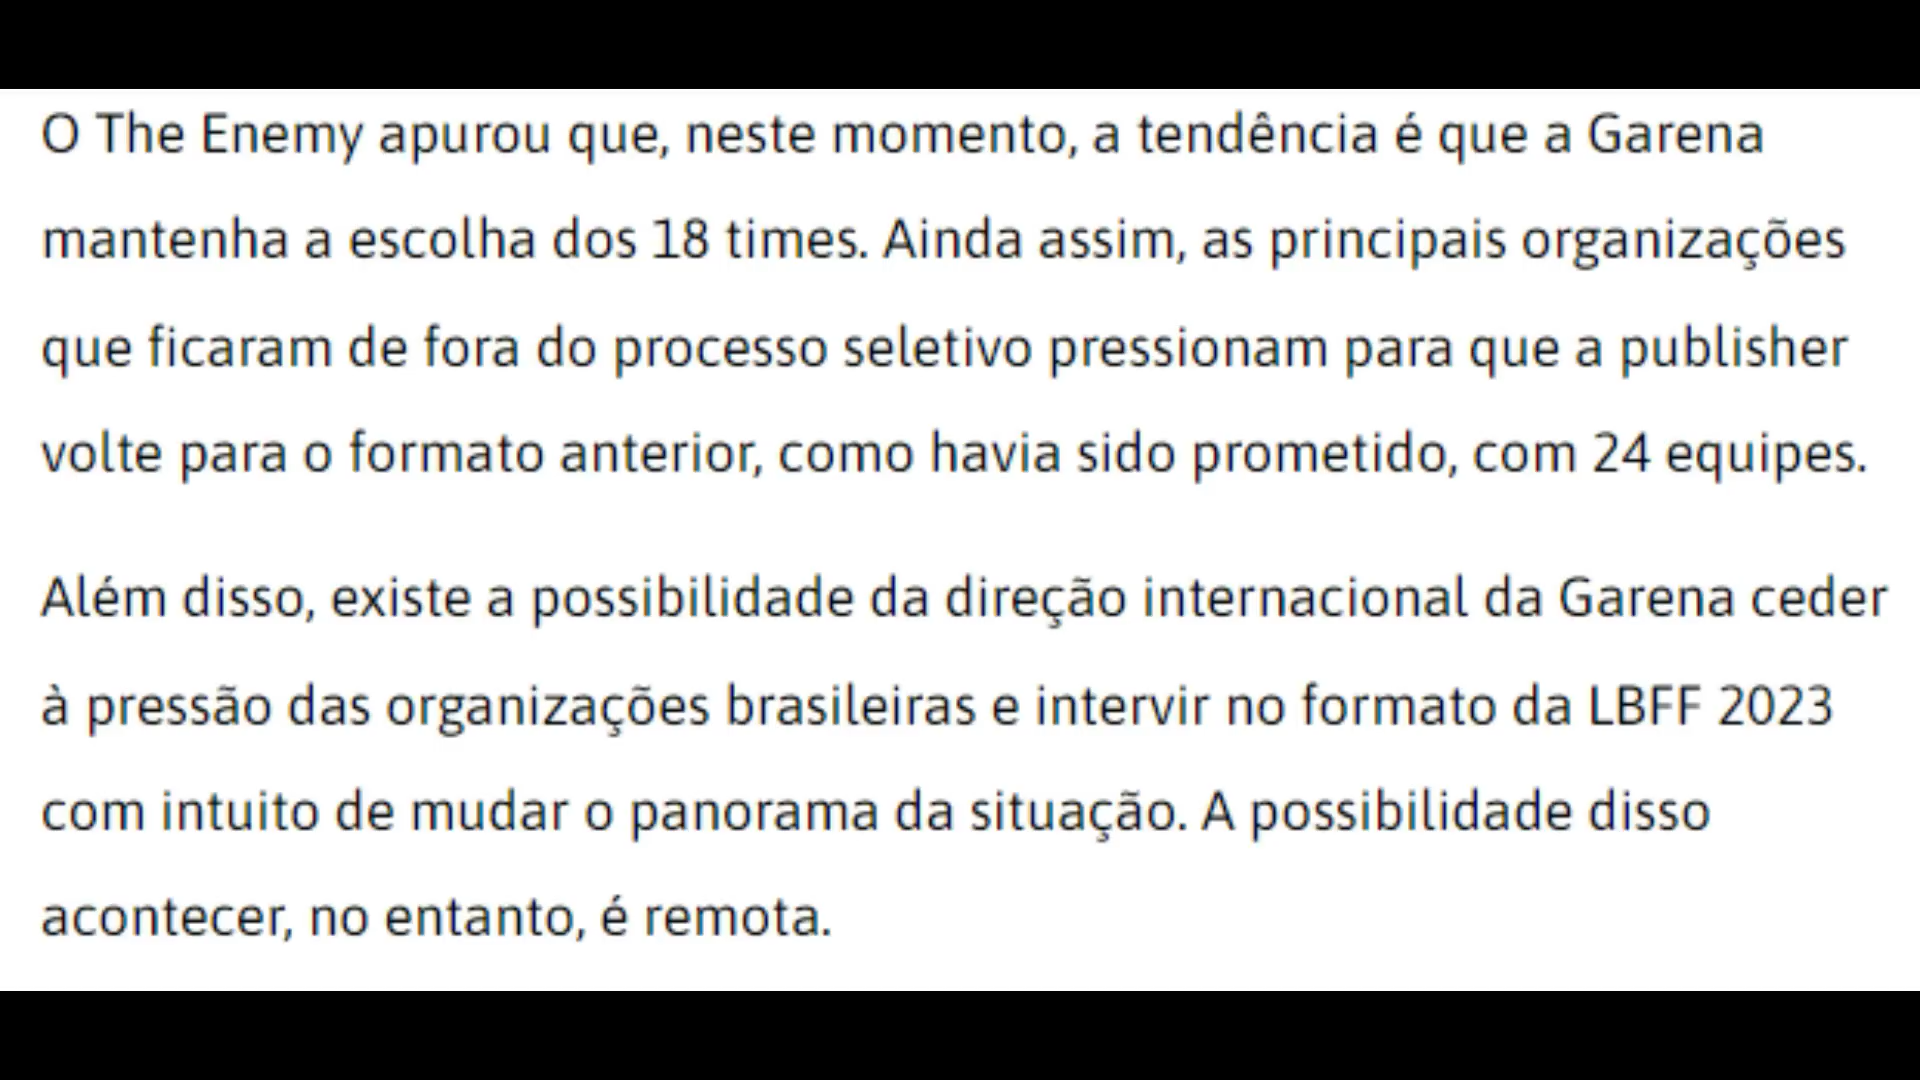 O The Enemy apurou que, neste momento, a tendência é que a Garena
mantenha a escolha dos 18 times. Ainda assim, as principais organizações
que ficaram de fora do processo seletivo pressionam para que a publisher
volte para o formato anterior, como havia sido prometido, com 24 equipes.
Além disso, existe a possibilidade da direção internacional da Garena ceder
à pressão das organizações brasileiras e intervir no formato da LBFF 2023
com intuito de mudar o panorama da situação. A possibilidade disso
acontecer, no entanto, é remota.